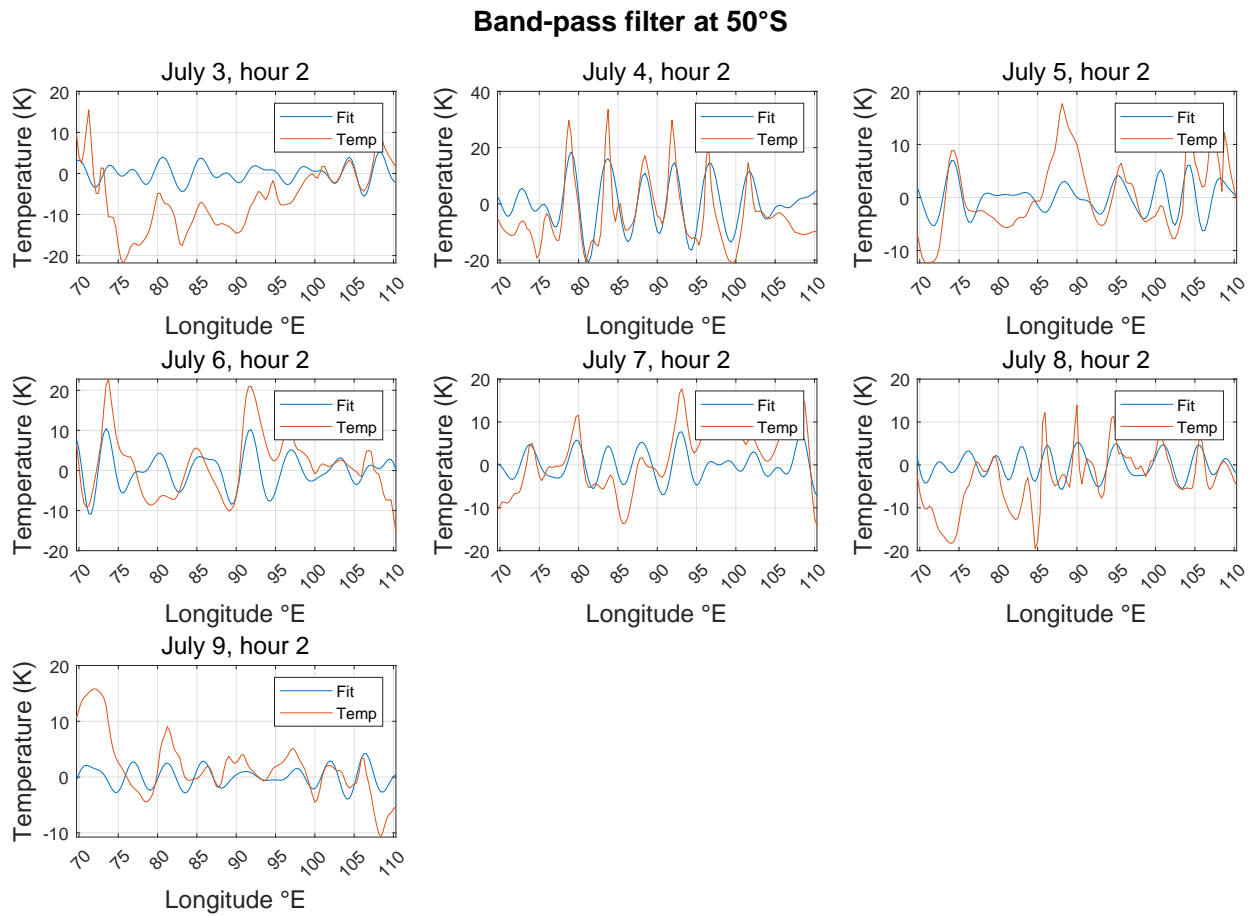 Band-pass filter at 50°S
July 3, hour 2
Temperature (K)
20
10
0
-10
-20
Fit
Temp
70 75 80 85 90 95 100 105 110
Longitude °E
July 4, hour 2
Temperature (K)
40
20
0
-20
Fit
Temp
70 75 80 85 90 95 100 105 110
Longitude °E
July 5, hour 2
Temperature (K)
20
10
0
-10
Fit
Temp
70 75 80 85 90 95 100 105 110
Longitude °E
July 6, hour 2
Temperature (K)
20
10
0
-10
-20
Fit
Temp
70 75 80 85 90 95 100 105 110
Longitude °E
July 7, hour 2
Temperature (K)
20
10
0
-10
-20
Fit
Temp
70 75 80 85 90 95 100 105 110
Longitude °E
July 8, hour 2
Temperature (K)
20
10
0
-10
-20
Fit
Temp
70 75 80 85 90 95 100 105 110
Longitude °E
July 9, hour 2
Temperature (K)
20
10
0
-10
Fit
Temp
70 75 80 85 90 95 100 105 110
Longitude °E